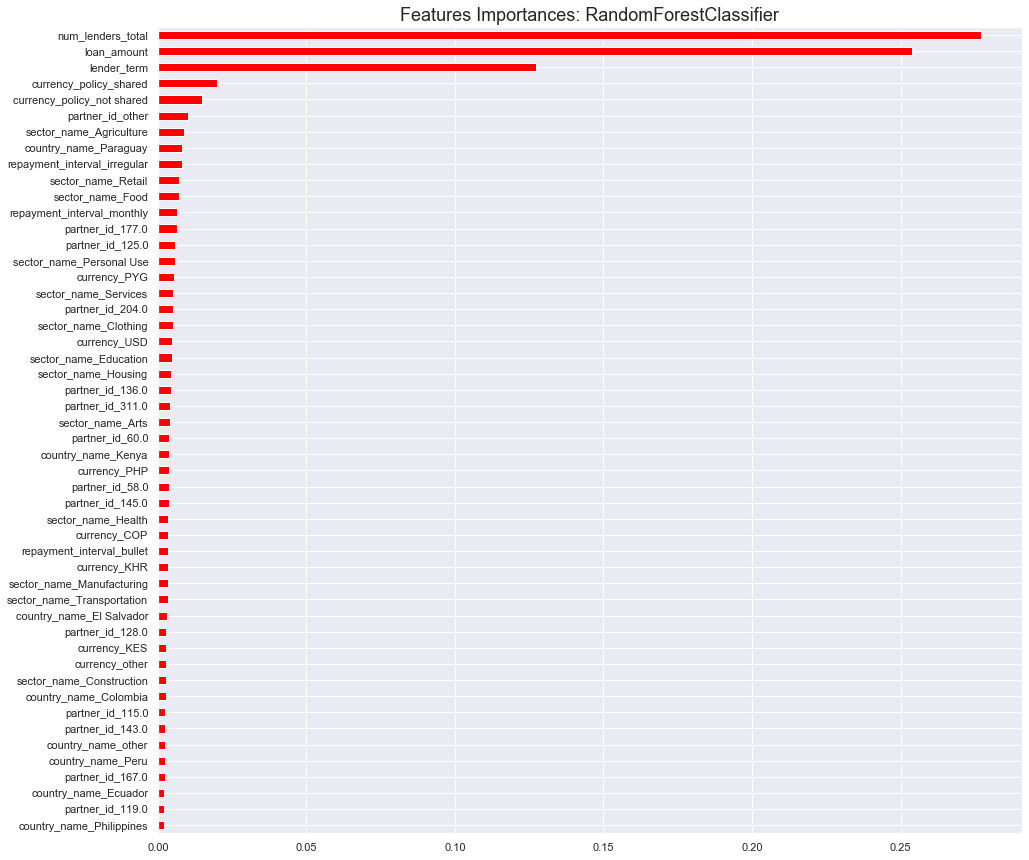 Features Importances: RandomForestClassifier
num_lenders_total
loan_amount
lender_term
currency_policy_shared
currency_policy_not shared
partner_id_other
sector_name_Agriculture
country_name_Paraguay
repayment_interval_irregular
sector_name_Retail
sector_name_Food
repayment_interval_monthly
partner_id_177.0
partner_id_125.0
sector_name_Personal Use
currency_PYG
sector_name_Services
partner_id_204.0
sector_name_Clothing
currency_USD
sector_name_Education
sector_name_Housing
partner_id_136.0
partner_id_311.0
sector_name_Arts
partner_id_60.0
country_name_Kenya
currency_PHP
partner_id_58.0
partner_id_145.0
sector_name_Health
currency_COP
repayment_interval_bullet
currency_KHR
sector_name_Manufacturing
sector_name_Transportation
country_name_El Salvador
partner_id_128.0
currency_KES
currency_other
sector_name_Construction
country_name_Colombia
partner_id_115.0
partner_id_143.0
country_name_other
country_name_Peru
partner_id_167.0
country_name_Ecuador
partner_id_119.0
country_name_Philippines
0.00 0.05 0.10 0.15 0.20 0.25